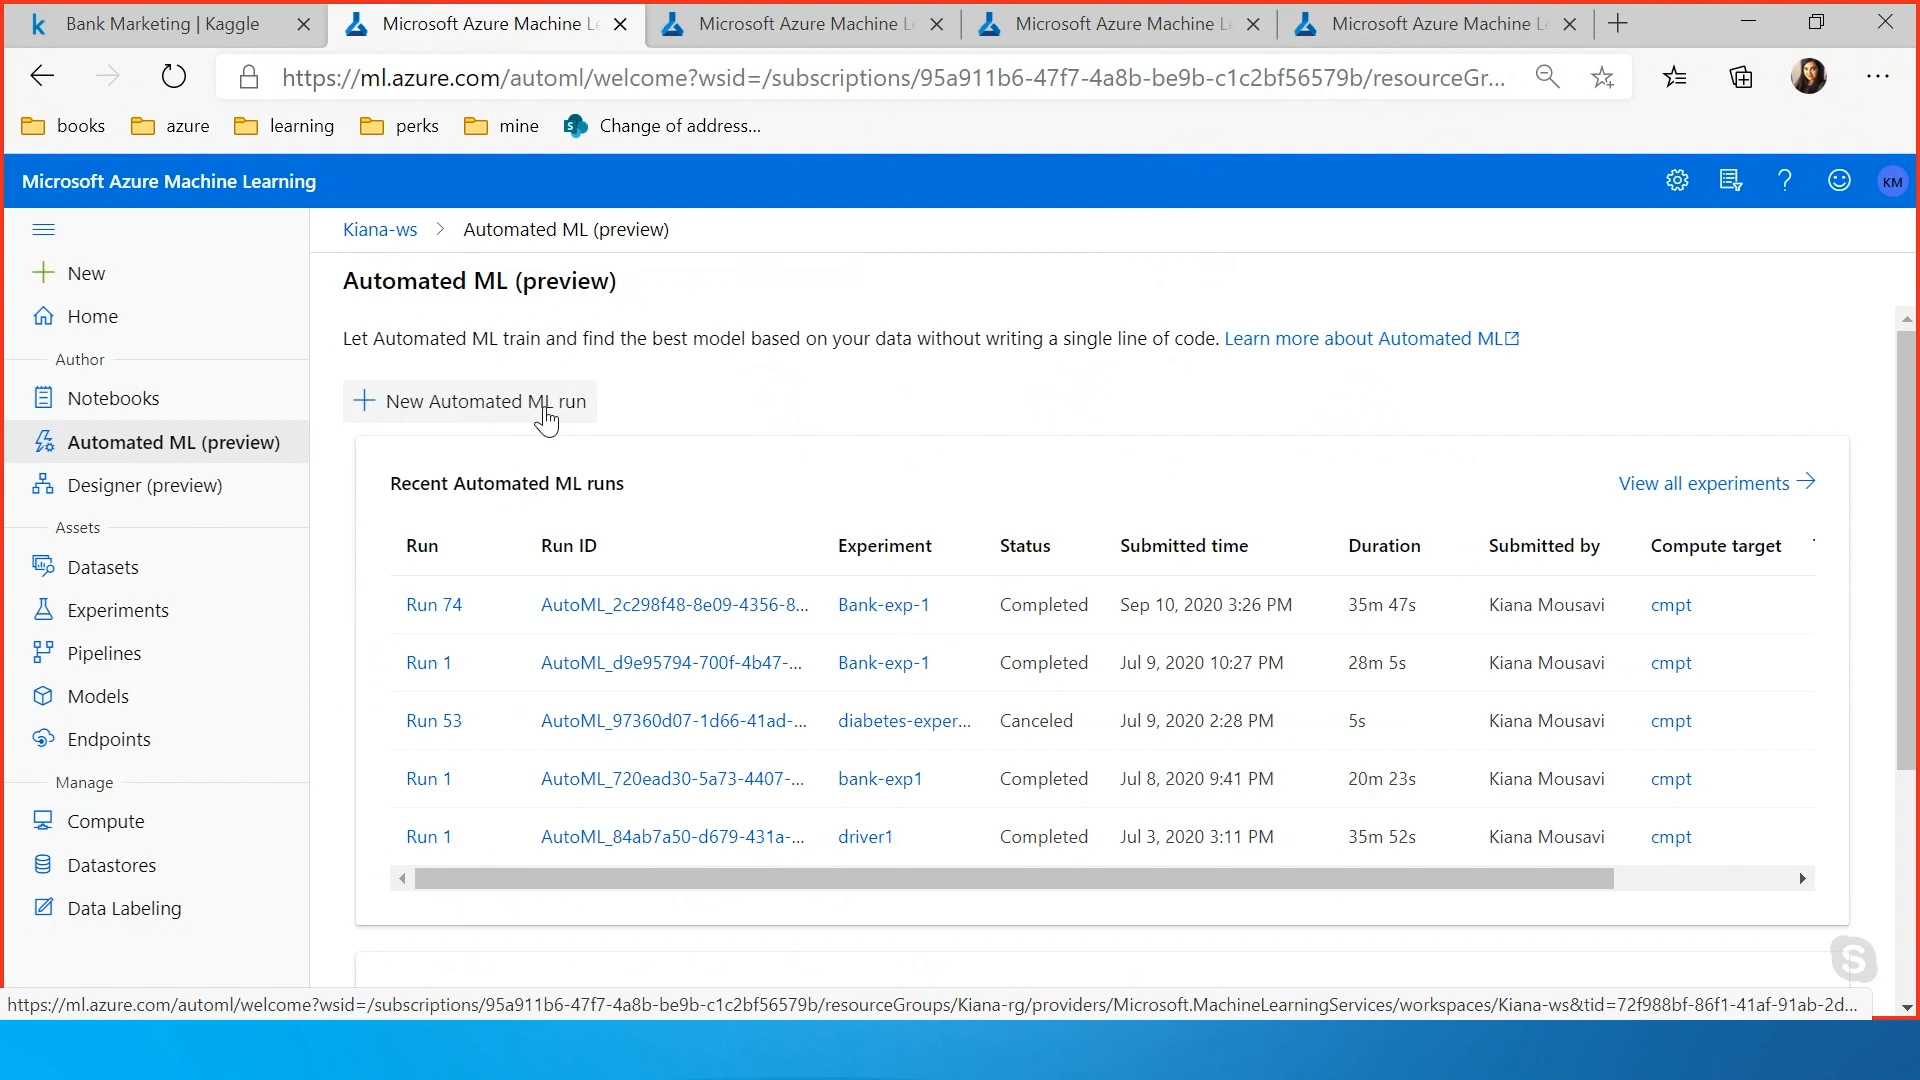 Bank Marketing | Kaggle
Microsoft Azure Machine Le
Microsoft Azure Machine Le
Microsoft Azure Machine Le
Microsoft Azure Machine Le
https://ml.azure.com/automl/welcome?wsid=/subscriptions/95a911b6-47f7-4a8b-be9b-c1c2bf56579b/resourceGr...
books azure learning perks mine Change of address...
Microsoft Azure Machine Learning
KM
Kiana-ws > Automated ML (preview)
New
Home
Author
Notebooks
Automated ML (preview)
Designer (preview)
Assets
Datasets
Experiments
Pipelines
Models
Endpoints
Manage
Compute
Datastores
Data Labeling
Automated ML (preview)
Let Automated ML train and find the best model based on your data without writing a single line of code. Learn more about Automated ML
New Automated ML run
Recent Automated ML runs
View all experiments
Run Run ID Experiment Status Submitted time Duration Submitted by Compute target
Run 74 AutoML_2c298f48-8e09-4356-8... Bank-exp-1 Completed Sep 10, 2020 3:26 PM 35m 47s Kiana Mousavi cmpt
Run 1 AutoML_d9e95794-700f-4b47-... Bank-exp-1 Completed Jul 9, 2020 10:27 PM 28m 5s Kiana Mousavi cmpt
Run 53 AutoML_97360d07-1d66-41ad-... diabetes-exper... Canceled Jul 9, 2020 2:28 PM 5s Kiana Mousavi cmpt
Run 1 AutoML_720ead30-5a73-4407-... bank-exp1 Completed Jul 8, 2020 9:41 PM 20m 23s Kiana Mousavi cmpt
Run 1 AutoML_84ab7a50-d679-431a-... driver1 Completed Jul 3, 2020 3:11 PM 35m 52s Kiana Mousavi cmpt
https://ml.azure.com/automl/welcome?wsid=/subscriptions/95a911b6-47f7-4a8b-be9b-c1c2bf56579b/resourceGroups/Kiana-rg/providers/Microsoft.MachineLearningServices/workspaces/Kiana-ws&tid=72f988bf-86f1-41af-91ab-2d...